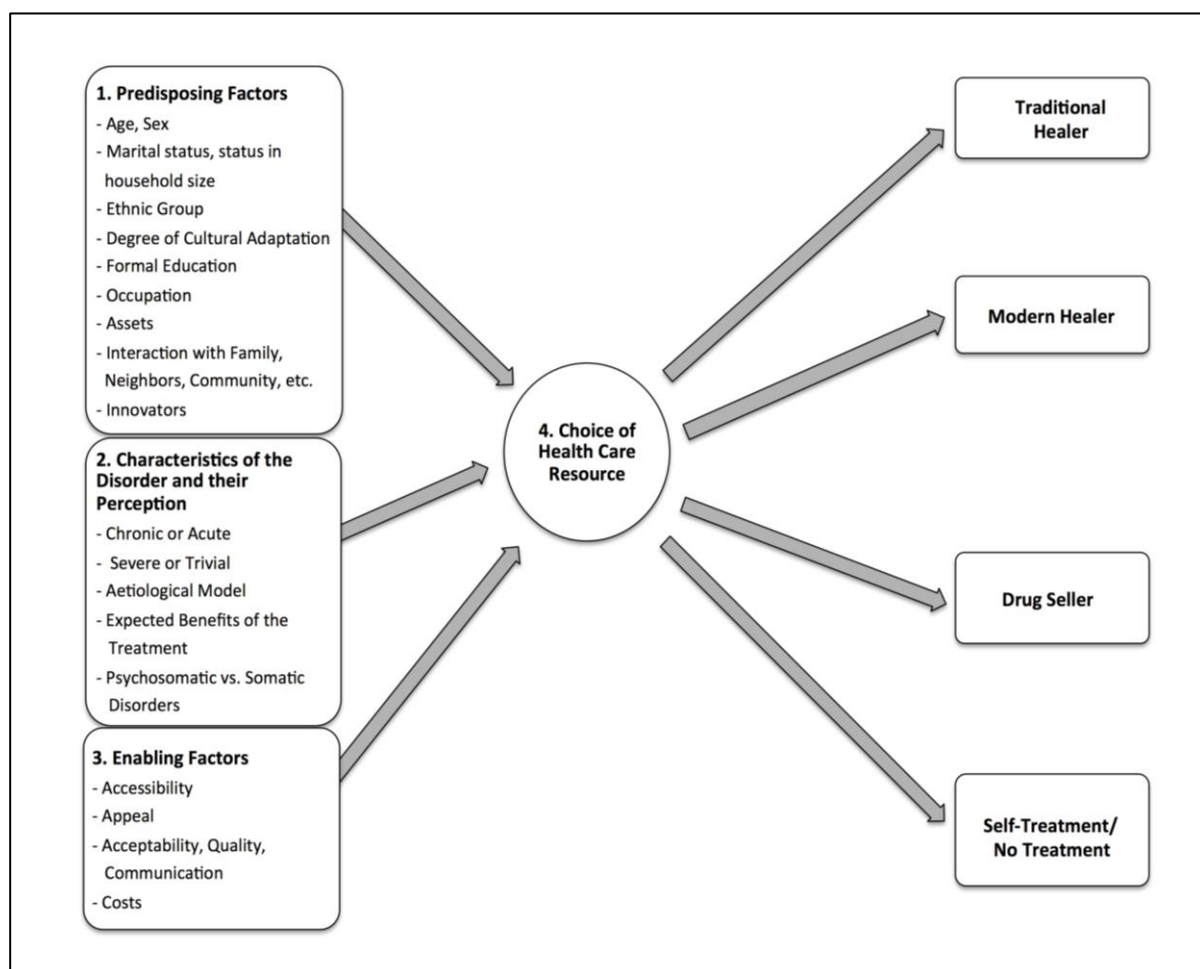 1. Predisposing Factors
- Age, Sex
- Marital status, status in
household size
- Ethnic Group
- Degree of Cultural Adaptation
- Formal Education
- Occupation
- Assets
- Interaction with Family,
Neighbors, Community, etc.
- Innovators
2. Characteristics of the
Disorder and their
Perception
- Chronic or Acute
- Severe or Trivial
- Aetiological Model
- Expected Benefits of the
Treatment
- Psychosomatic vs. Somatic
Disorders
3. Enabling Factors
- Accessibility
- Appeal
- Acceptability, Quality,
Communication
- Costs
4. Choice of
Health Care
Resource
Traditional
Healer
Modern Healer
Drug Seller
Self-Treatment/
No Treatment